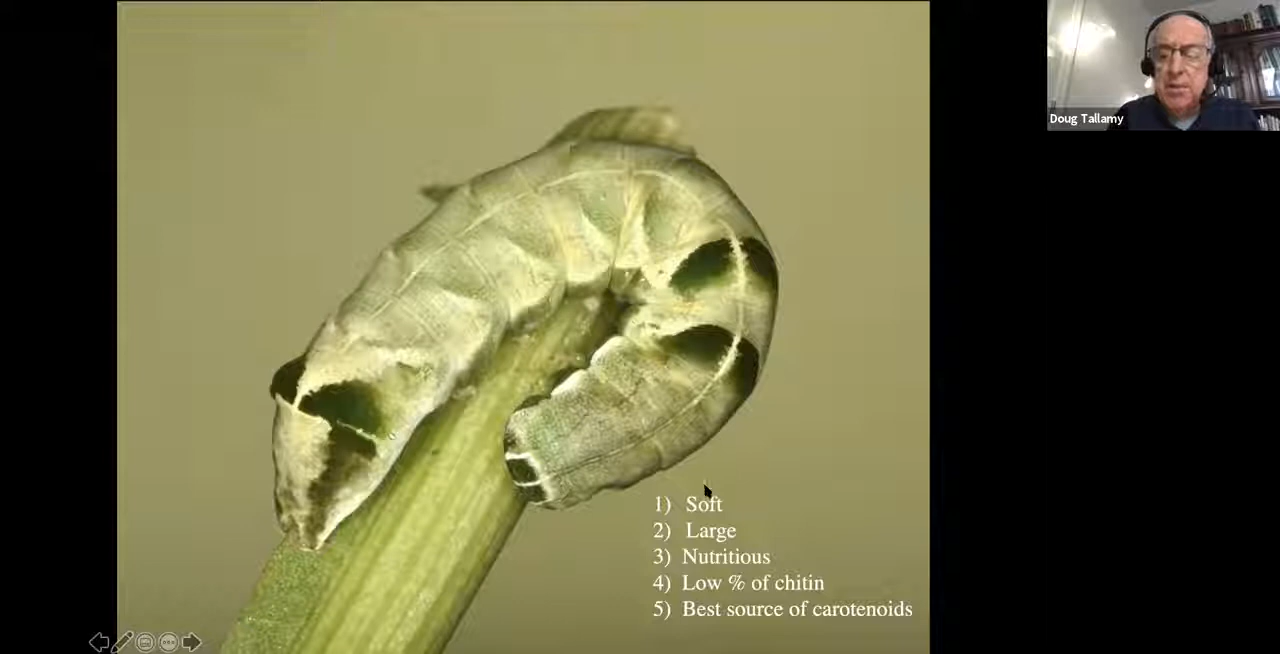 Doug Tallamy
1) Soft
2) Large
3) Nutritious
4) Low % of chitin
5) Best source of carotenoids